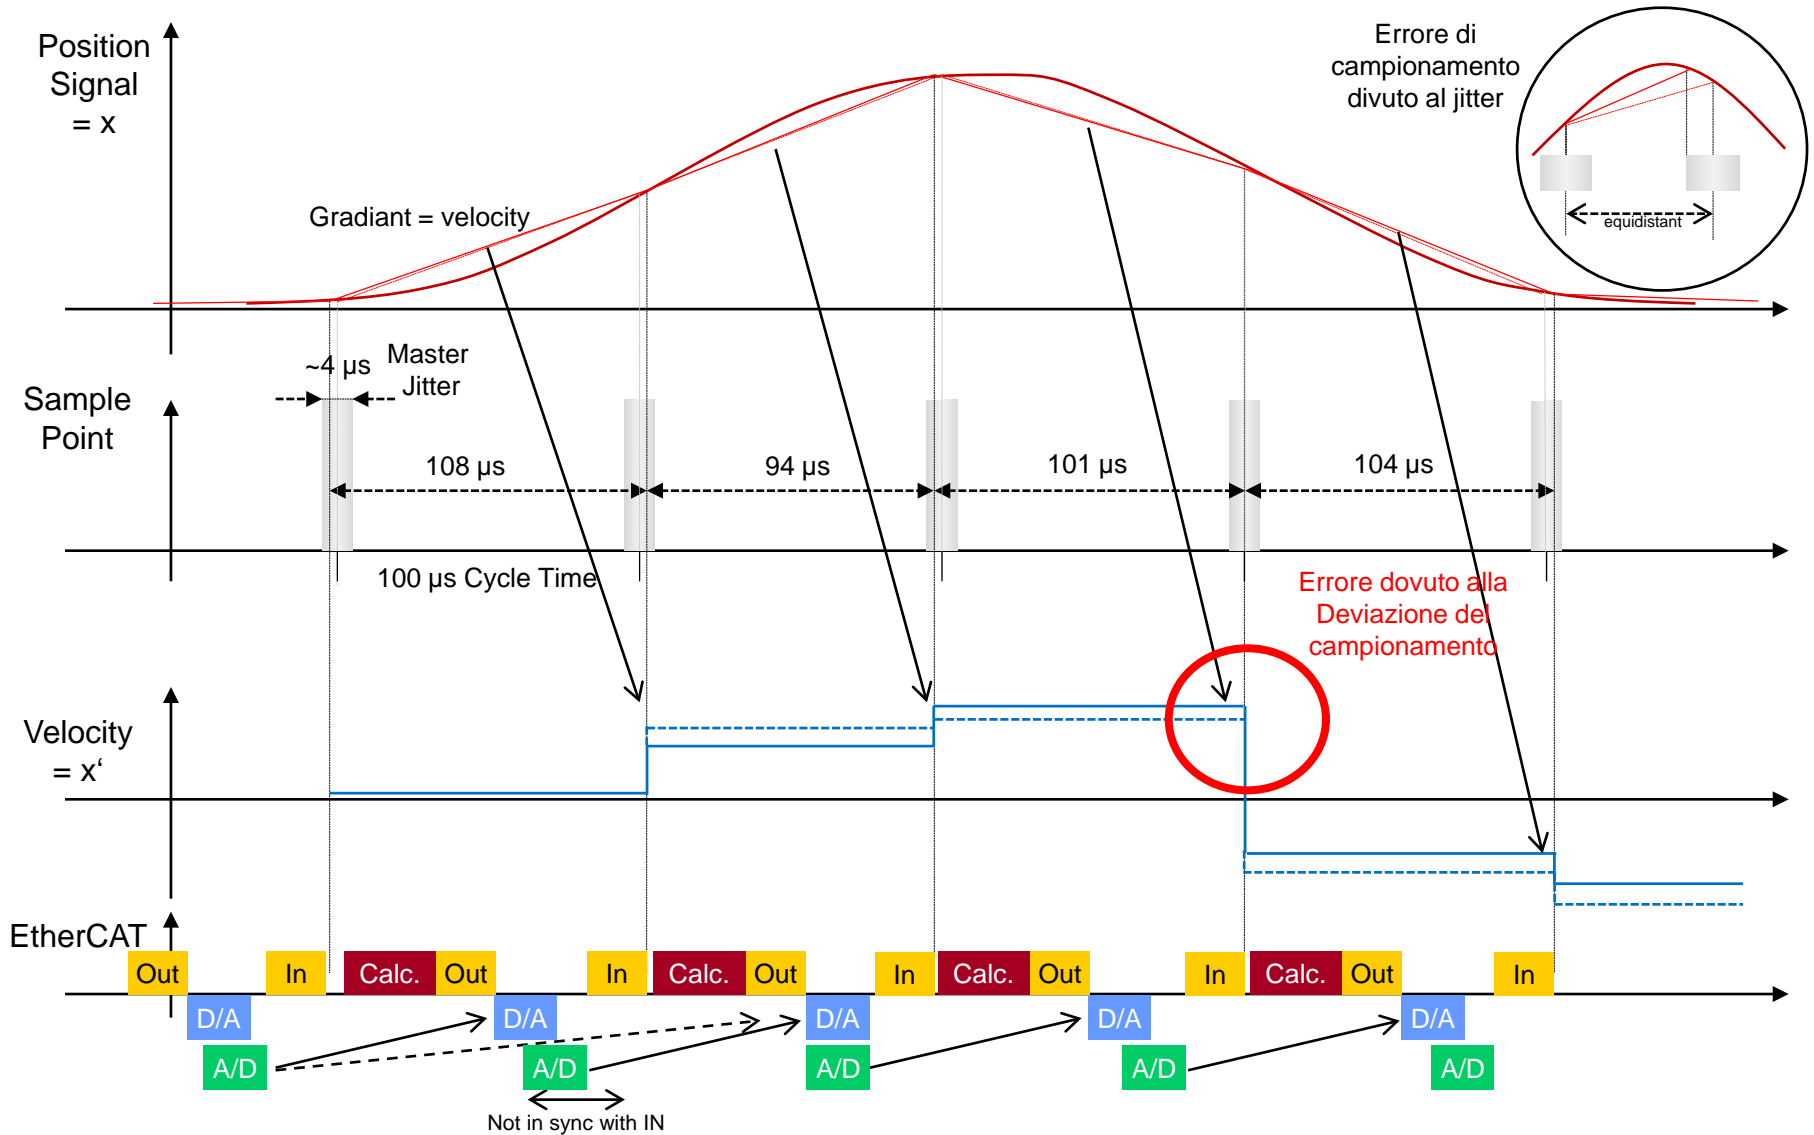 Position
Signal
= x
Errore di
campionamento
divuto al jitter
equidistant
Gradiant = velocity
~4 µs
Master
Jitter
Sample
Point
108 µs
94 µs
101 µs
104 µs
100 µs Cycle Time
Errore dovuto alla
Deviazione del
campionamento
Velocity
= x‘
EtherCAT
Out
In
Calc.
Out
In
Calc.
Out
In
Calc.
Out
In
Calc.
Out
In
D/A
D/A
D/A
D/A
D/A
A/D
A/D
A/D
A/D
A/D
Not in sync with IN